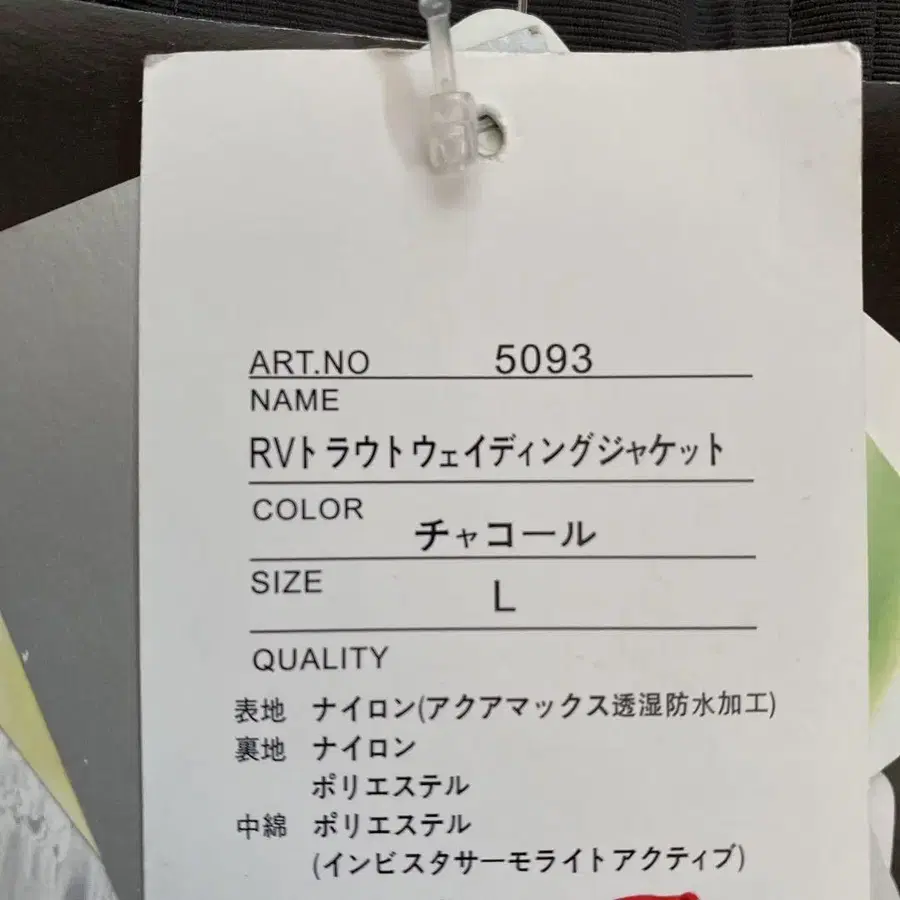 ART.NO 5093
NAME
RVトラウトウェイディングジャケット
COLOR チャコール
SIZE L
QUALITY
表地 ナイロン(アクアマックス透湿防水加工)
裏地 ナイロン
ポリエステル
中綿 ポリエステル
(インビスタサーモライトアクティブ)